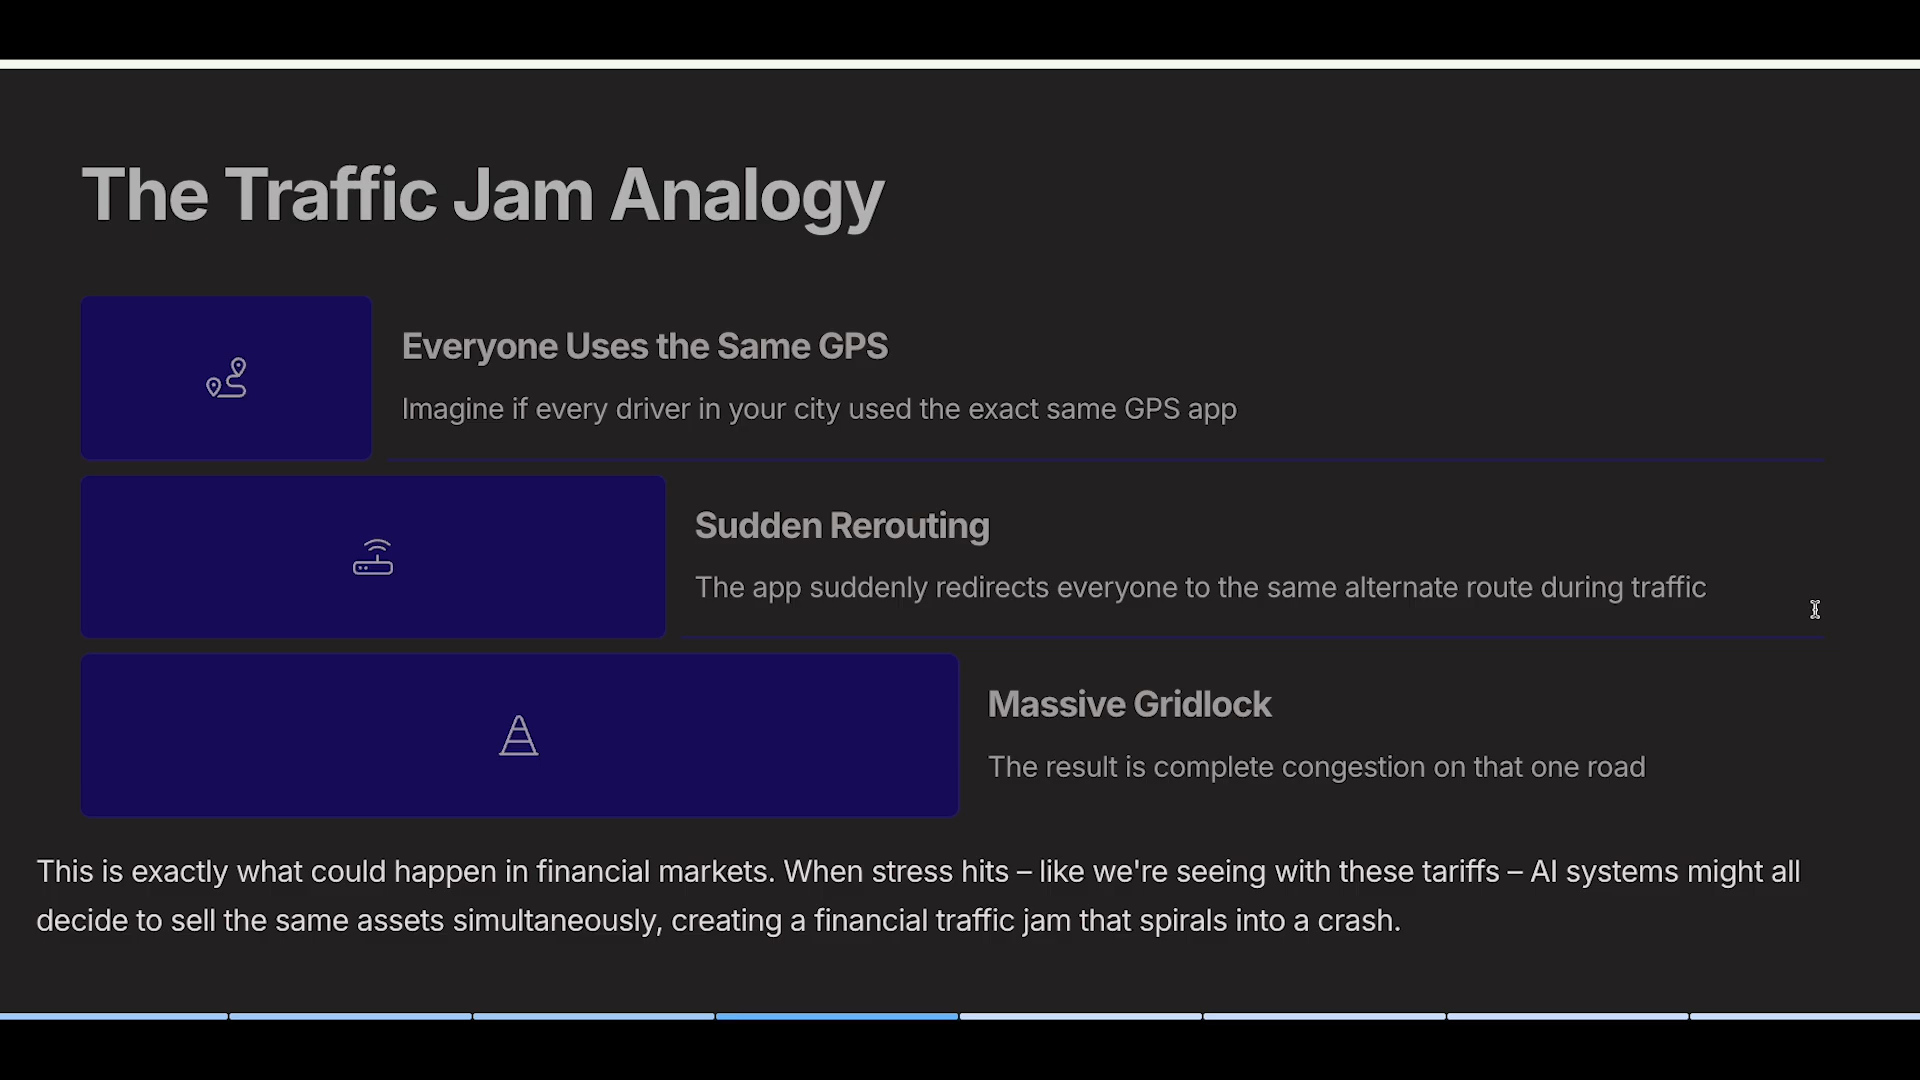 The Traffic Jam Analogy
Everyone Uses the Same GPS
Imagine if every driver in your city used the exact same GPS app
Sudden Rerouting
The app suddenly redirects everyone to the same alternate route during traffic
Massive Gridlock
The result is complete congestion on that one road
This is exactly what could happen in financial markets. When stress hits – like we're seeing with these tariffs – AI systems might all
decide to sell the same assets simultaneously, creating a financial traffic jam that spirals into a crash.